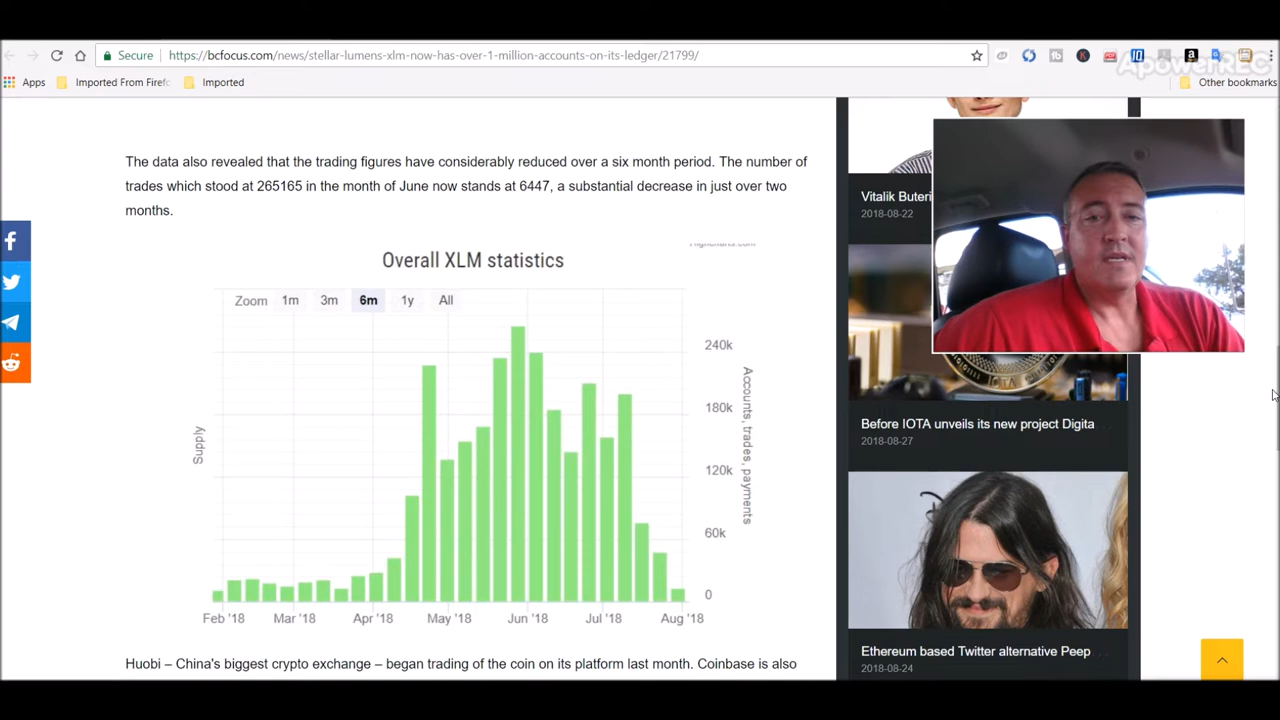 ApowerREC
Secure
https://bcfocus.com/news/stellar-lumens-xlm-now-has-over-1-million-accounts-on-its-ledger/21799/
Apps
Imported From Firefo
Imported
Other bookmarks
The data also revealed that the trading figures have considerably reduced over a six month period. The number of
trades which stood at 265165 in the month of June now stands at 6447, a substantial decrease in just over two
months.
Highcharts.com
Overall XLM statistics
Zoom 1m 3m 6m 1y All
240k
180k
120k
60k
0
Supply
Accounts, trades, payments
Feb '18 Mar '18 Apr '18 May '18 Jun '18 Jul '18 Aug '18
Huobi – China's biggest crypto exchange – began trading of the coin on its platform last month. Coinbase is also
Vitalik Buteri
2018-08-22
IOTA
Before IOTA unveils its new project Digita...
2018-08-27
Ethereum based Twitter alternative Peep...
2018-08-24